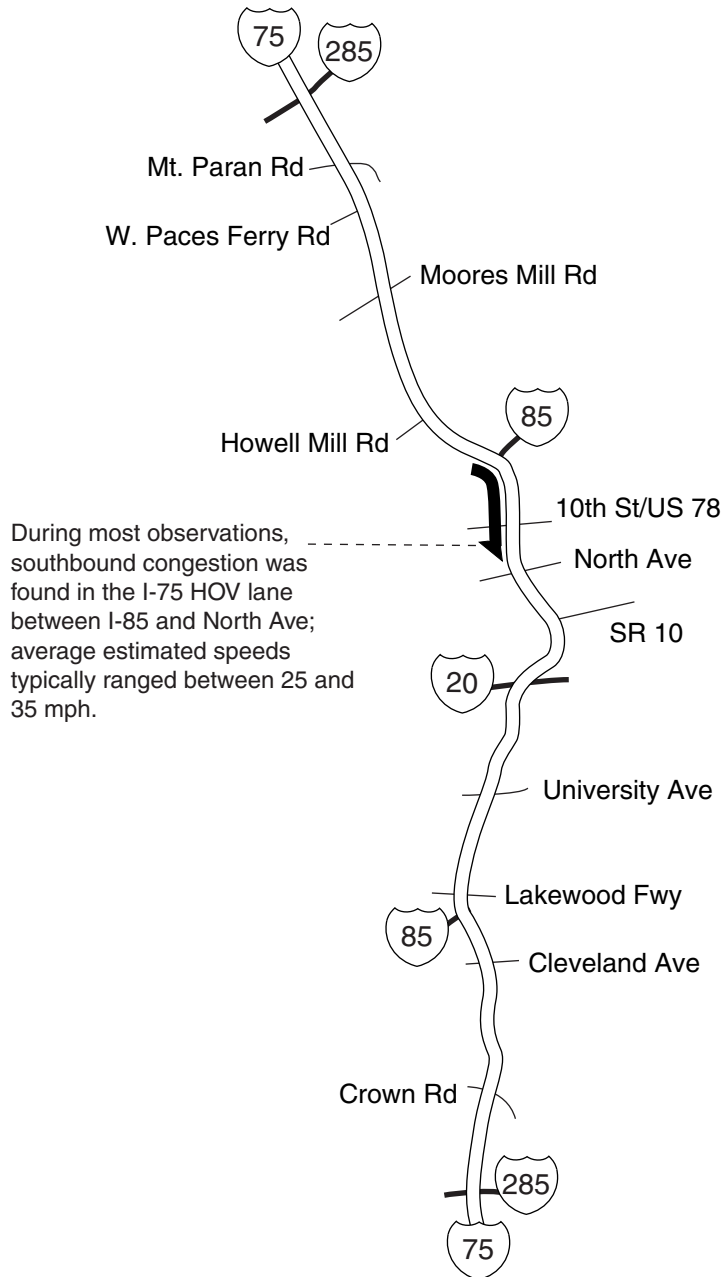 75
285
Mt. Paran Rd
W. Paces Ferry Rd
Moores Mill Rd
85
Howell Mill Rd
10th St/US 78
During most observations,
southbound congestion was
found in the I-75 HOV lane
between I-85 and North Ave;
average estimated speeds
typically ranged between 25 and
35 mph.
North Ave
SR 10
20
University Ave
Lakewood Fwy
85
Cleveland Ave
Crown Rd
285
75